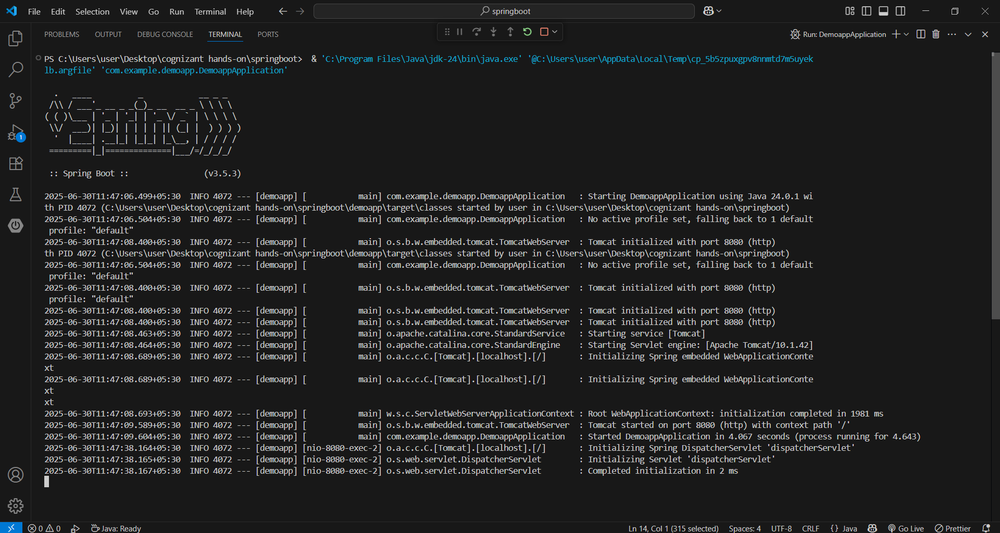 File Edit Selection View Go Run Terminal Help springboot
PROBLEMS OUTPUT DEBUG CONSOLE TERMINAL PORTS Run: DemoappApplication
PS C:\Users\user\Desktop\cognizant hands-on\springboot>  & 'C:\Program Files\Java\jdk-24\bin\java.exe' '@C:\Users\user\AppData\Local\Temp\cp_5b5zpuxgpv8nnmtd7m5uyek
lb.argfile' 'com.example.demoapp.DemoappApplication'
  .   ____          _            __ _ _
 /\\ / ___'_ __ _ _(_)_ __  __ _ \ \ \ \
( ( )\___ | '_ | '_| | '_ \/ _` | \ \ \ \
 \\/  ___)| |_)| | | | | || (_| |  ) ) ) )
  '  |____| .__|_| |_|_| |_\__, | / / / /
 =========|_|==============|___/=/_/_/_/
 :: Spring Boot ::                (v3.5.3)
2025-06-30T11:47:06.499+05:30  INFO 4072 --- [demoapp] [           main] com.example.demoapp.DemoappApplication   : Starting DemoappApplication using Java 24.0.1 wi
th PID 4072 (C:\Users\user\Desktop\cognizant hands-on\springboot\demoapp\target\classes started by user in C:\Users\user\Desktop\cognizant hands-on\springboot)
2025-06-30T11:47:06.504+05:30  INFO 4072 --- [demoapp] [           main] com.example.demoapp.DemoappApplication   : No active profile set, falling back to 1 default
 profile: "default"
2025-06-30T11:47:08.400+05:30  INFO 4072 --- [demoapp] [           main] o.s.b.w.embedded.tomcat.TomcatWebServer  : Tomcat initialized with port 8080 (http)
th PID 4072 (C:\Users\user\Desktop\cognizant hands-on\springboot\demoapp\target\classes started by user in C:\Users\user\Desktop\cognizant hands-on\springboot)
2025-06-30T11:47:06.504+05:30  INFO 4072 --- [demoapp] [           main] com.example.demoapp.DemoappApplication   : No active profile set, falling back to 1 default
 profile: "default"
2025-06-30T11:47:08.400+05:30  INFO 4072 --- [demoapp] [           main] o.s.b.w.embedded.tomcat.TomcatWebServer  : Tomcat initialized with port 8080 (http)
 profile: "default"
2025-06-30T11:47:08.400+05:30  INFO 4072 --- [demoapp] [           main] o.s.b.w.embedded.tomcat.TomcatWebServer  : Tomcat initialized with port 8080 (http)
2025-06-30T11:47:08.400+05:30  INFO 4072 --- [demoapp] [           main] o.s.b.w.embedded.tomcat.TomcatWebServer  : Tomcat initialized with port 8080 (http)
2025-06-30T11:47:08.463+05:30  INFO 4072 --- [demoapp] [           main] o.apache.catalina.core.StandardService   : Starting service [Tomcat]
2025-06-30T11:47:08.464+05:30  INFO 4072 --- [demoapp] [           main] o.apache.catalina.core.StandardEngine    : Starting Servlet engine: [Apache Tomcat/10.1.42]
2025-06-30T11:47:08.689+05:30  INFO 4072 --- [demoapp] [           main] o.a.c.c.C.[Tomcat].[localhost].[/]       : Initializing Spring embedded WebApplicationConte
xt
2025-06-30T11:47:08.689+05:30  INFO 4072 --- [demoapp] [           main] o.a.c.c.C.[Tomcat].[localhost].[/]       : Initializing Spring embedded WebApplicationConte
xt
xt
2025-06-30T11:47:08.693+05:30  INFO 4072 --- [demoapp] [           main] w.s.c.ServletWebServerApplicationContext : Root WebApplicationContext: initialization completed in 1981 ms
2025-06-30T11:47:09.589+05:30  INFO 4072 --- [demoapp] [           main] o.s.b.w.embedded.tomcat.TomcatWebServer  : Tomcat started on port 8080 (http) with context path '/'
2025-06-30T11:47:09.604+05:30  INFO 4072 --- [demoapp] [           main] com.example.demoapp.DemoappApplication   : Started DemoappApplication in 4.067 seconds (process running for 4.643)
2025-06-30T11:47:38.164+05:30  INFO 4072 --- [demoapp] [nio-8080-exec-2] o.a.c.c.C.[Tomcat].[localhost].[/]       : Initializing Spring DispatcherServlet 'dispatcherServlet'
2025-06-30T11:47:38.165+05:30  INFO 4072 --- [demoapp] [nio-8080-exec-2] o.s.web.servlet.DispatcherServlet        : Initializing Servlet 'dispatcherServlet'
2025-06-30T11:47:38.167+05:30  INFO 4072 --- [demoapp] [nio-8080-exec-2] o.s.web.servlet.DispatcherServlet        : Completed initialization in 2 ms
1
0 0 Java: Ready Ln 14, Col 1 (315 selected) Spaces: 4 UTF-8 CRLF {} Java Go Live Prettier